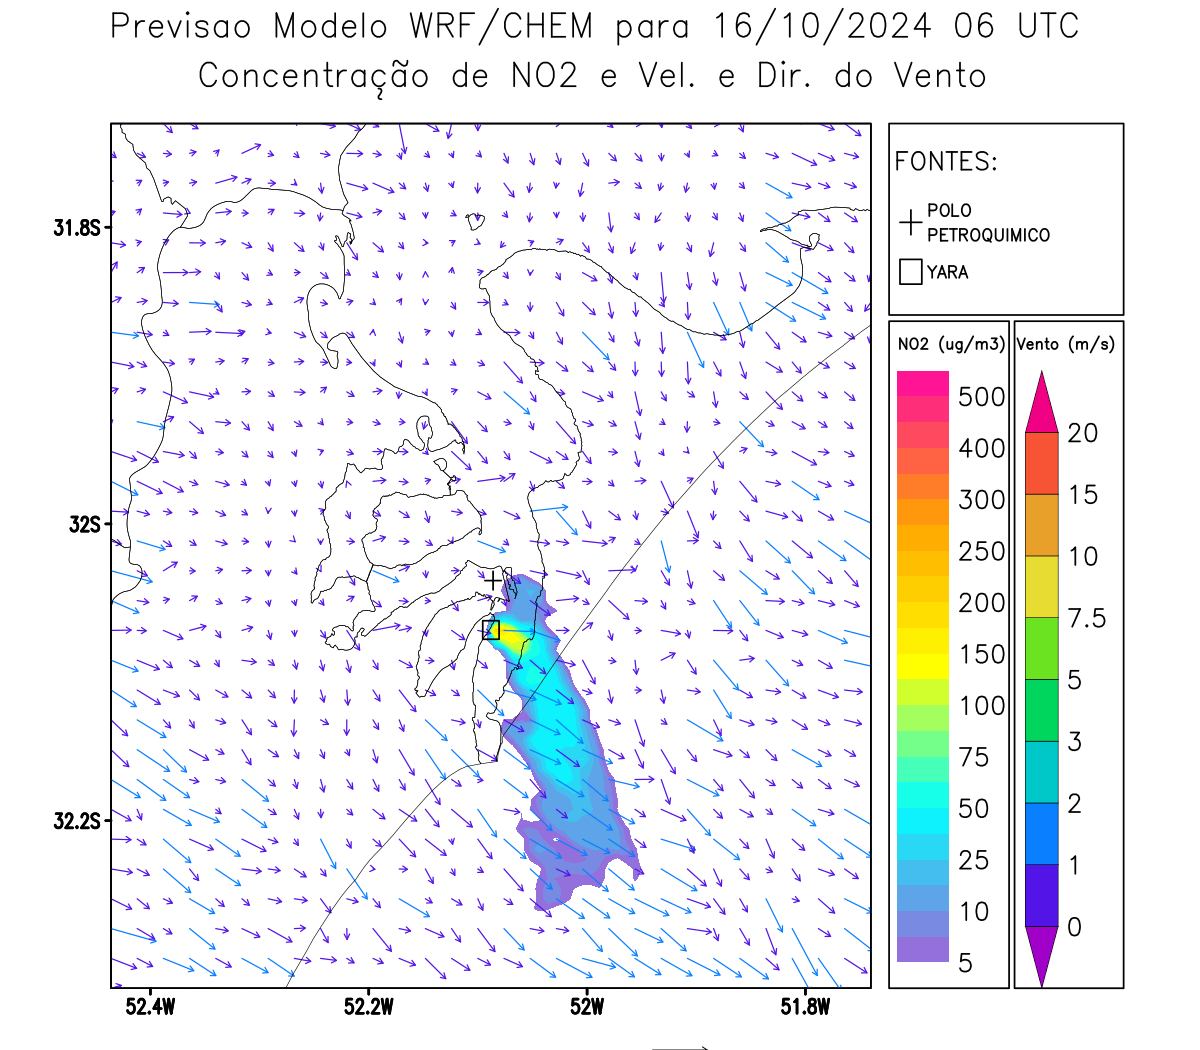 Previsao Modelo WRF/CHEM para 16/10/2024 06 UTC
Concentração de NO2 e Vel. e Dir. do Vento
FONTES:
POLO
PETROQUIMICO
YARA
31.8S
32S
32.2S
52.4W
52.2W
52W
51.8W
NO2 (ug/m3)
500
400
300
250
200
150
100
75
50
25
10
5
Vento (m/s)
20
15
10
7.5
5
3
2
1
0